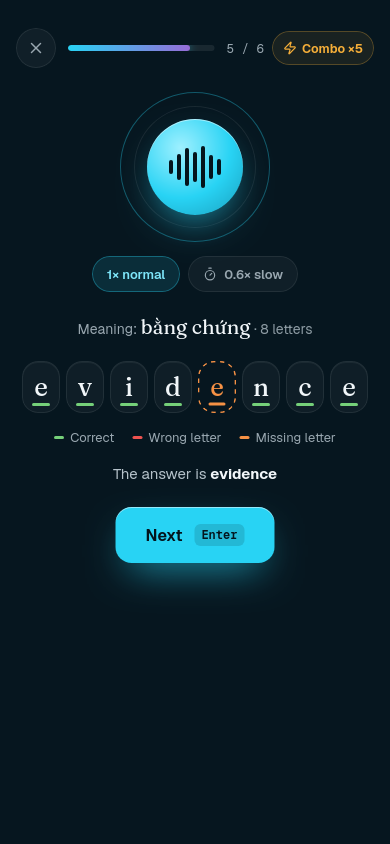 5 / 6 Combo ×5
1× normal 0.6× slow
Meaning: bằng chứng · 8 letters
e v i d e n c e
Correct Wrong letter Missing letter
The answer is evidence
Next Enter